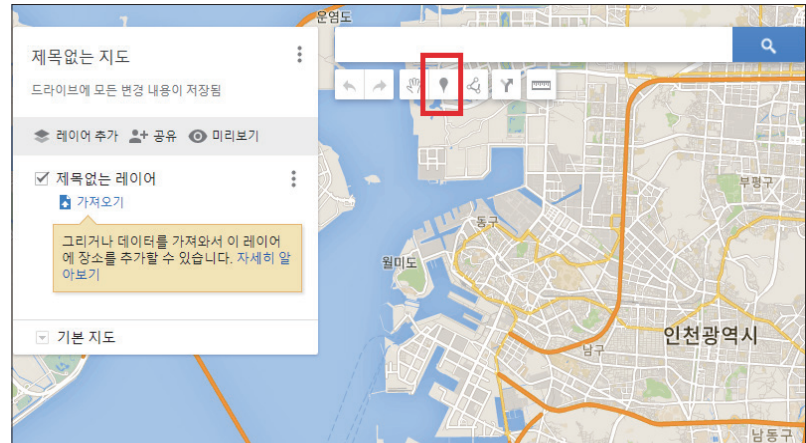 운염도
제목없는 지도
드라이브에 모든 변경 내용이 저장됨
레이어 추가 공유 미리보기
제목없는 레이어
가져오기
그리거나 데이터를 가져와서 이 레이어
에 장소를 추가할 수 있습니다. 자세히 알
아보기
기본 지도
부평구
동구
월미도
인천광역시
남구
남동구